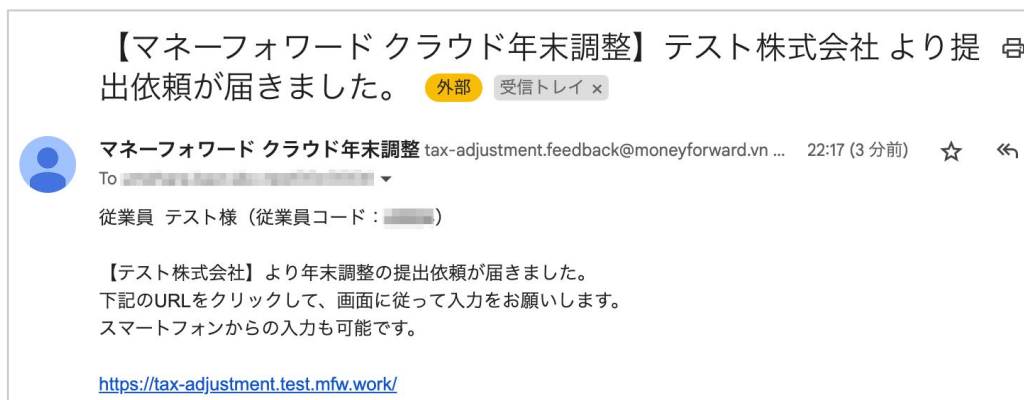 【マネーフォワード クラウド年末調整】テスト株式会社 より提
出依頼が届きました。 外部 受信トレイ ×
マネーフォワード クラウド年末調整 tax-adjustment.feedback@moneyforward.vn ... 22:17 (3 分前)
To
従業員 テスト様（従業員コード：）
【テスト株式会社】より年末調整の提出依頼が届きました。
下記のURLをクリックして、画面に従って入力をお願いします。
スマートフォンからの入力も可能です。
https://tax-adjustment.test.mfw.work/